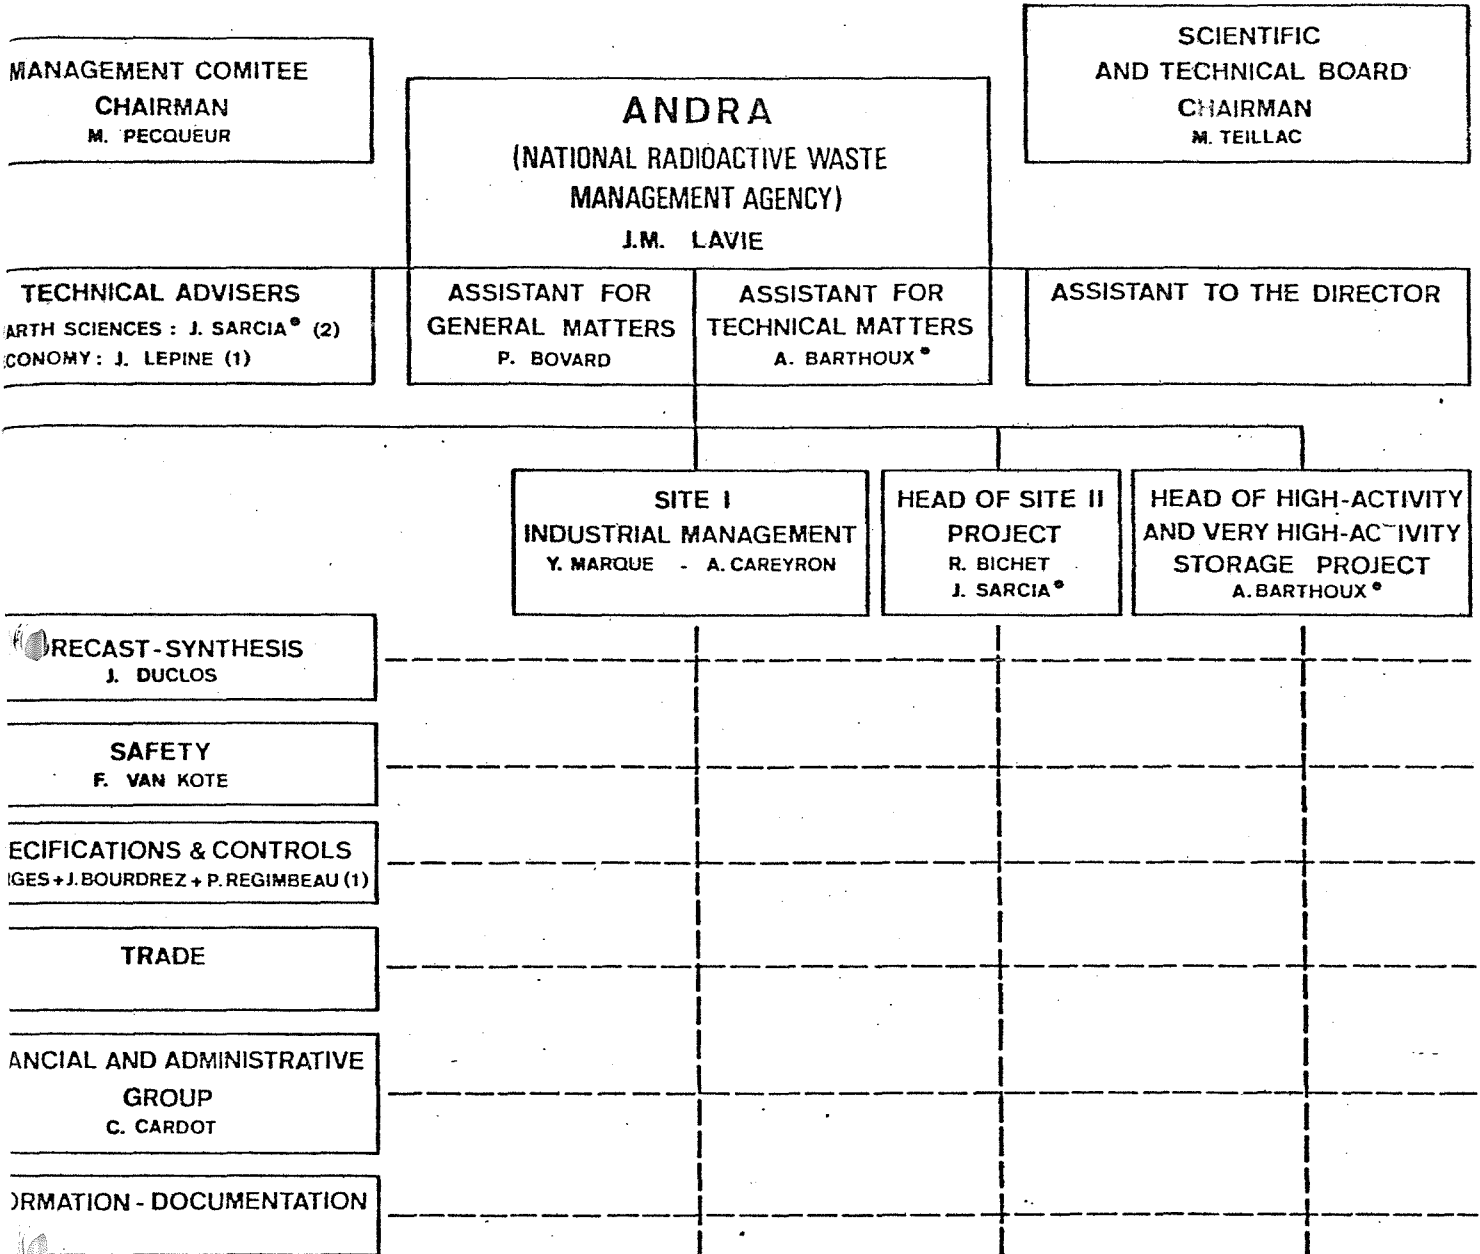 MANAGEMENT COMITEE
CHAIRMAN
M. PECQUEUR
ANDRA
(NATIONAL RADIOACTIVE WASTE
MANAGEMENT AGENCY)
J.M. LAVIE
SCIENTIFIC
AND TECHNICAL BOARD
CHAIRMAN
M. TEILLAC
TECHNICAL ADVISERS
ARTH SCIENCES : J. SARCIA• (2)
CONOMY : J. LEPINE (1)
ASSISTANT FOR
GENERAL MATTERS
P. BOVARD
ASSISTANT FOR
TECHNICAL MATTERS
A. BARTHOUX•
ASSISTANT TO THE DIRECTOR
SITE I
INDUSTRIAL MANAGEMENT
Y. MARQUE - A. CAREYRON
HEAD OF SITE II
PROJECT
R. BICHET
J. SARCIA•
HEAD OF HIGH-ACTIVITY
AND VERY HIGH-ACTIVITY
STORAGE PROJECT
A. BARTHOUX•
RECAST-SYNTHESIS
J. DUCLOS
SAFETY
F. VAN KOTE
ECIFICATIONS & CONTROLS
GES + J. BOURDREZ + P. REGIMBEAU (1)
TRADE
ANCIAL AND ADMINISTRATIVE
GROUP
C. CARDOT
ORMATION - DOCUMENTATION